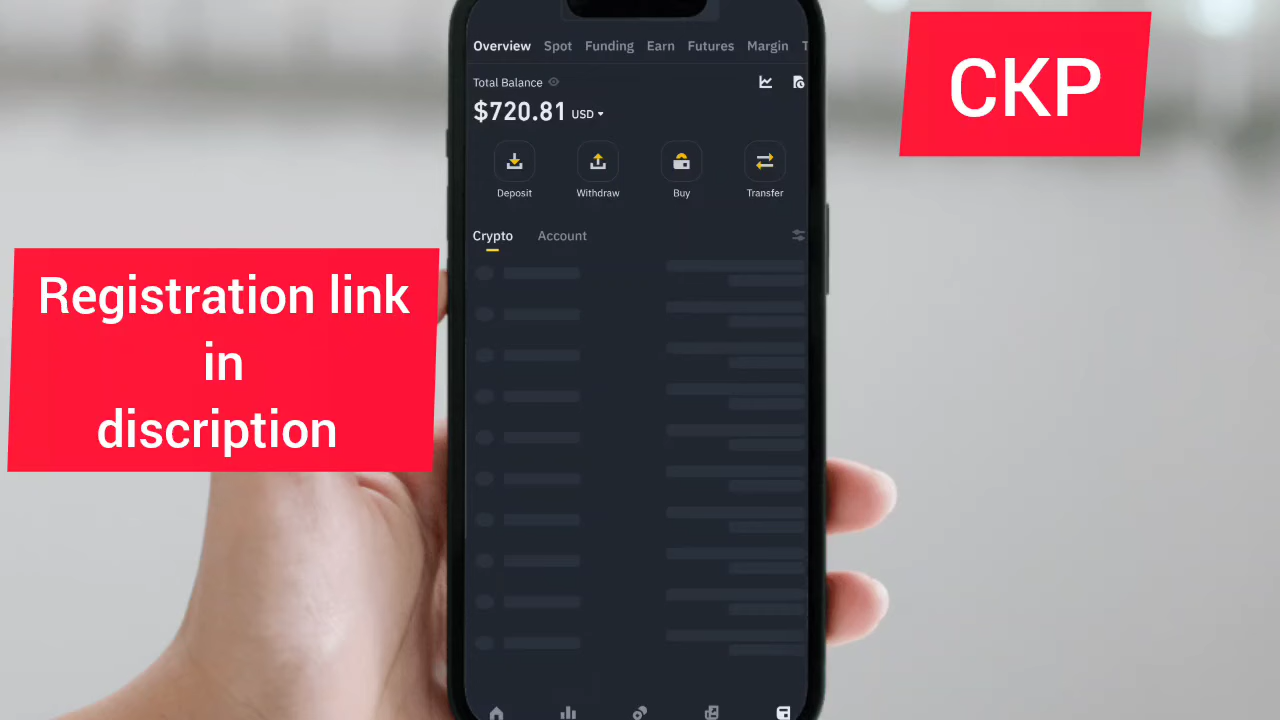 CKP
Overview Spot Funding Earn Futures Margin T
Total Balance
$720.81 USD
Deposit Withdraw Buy Transfer
Crypto Account
Registration link
in
discription